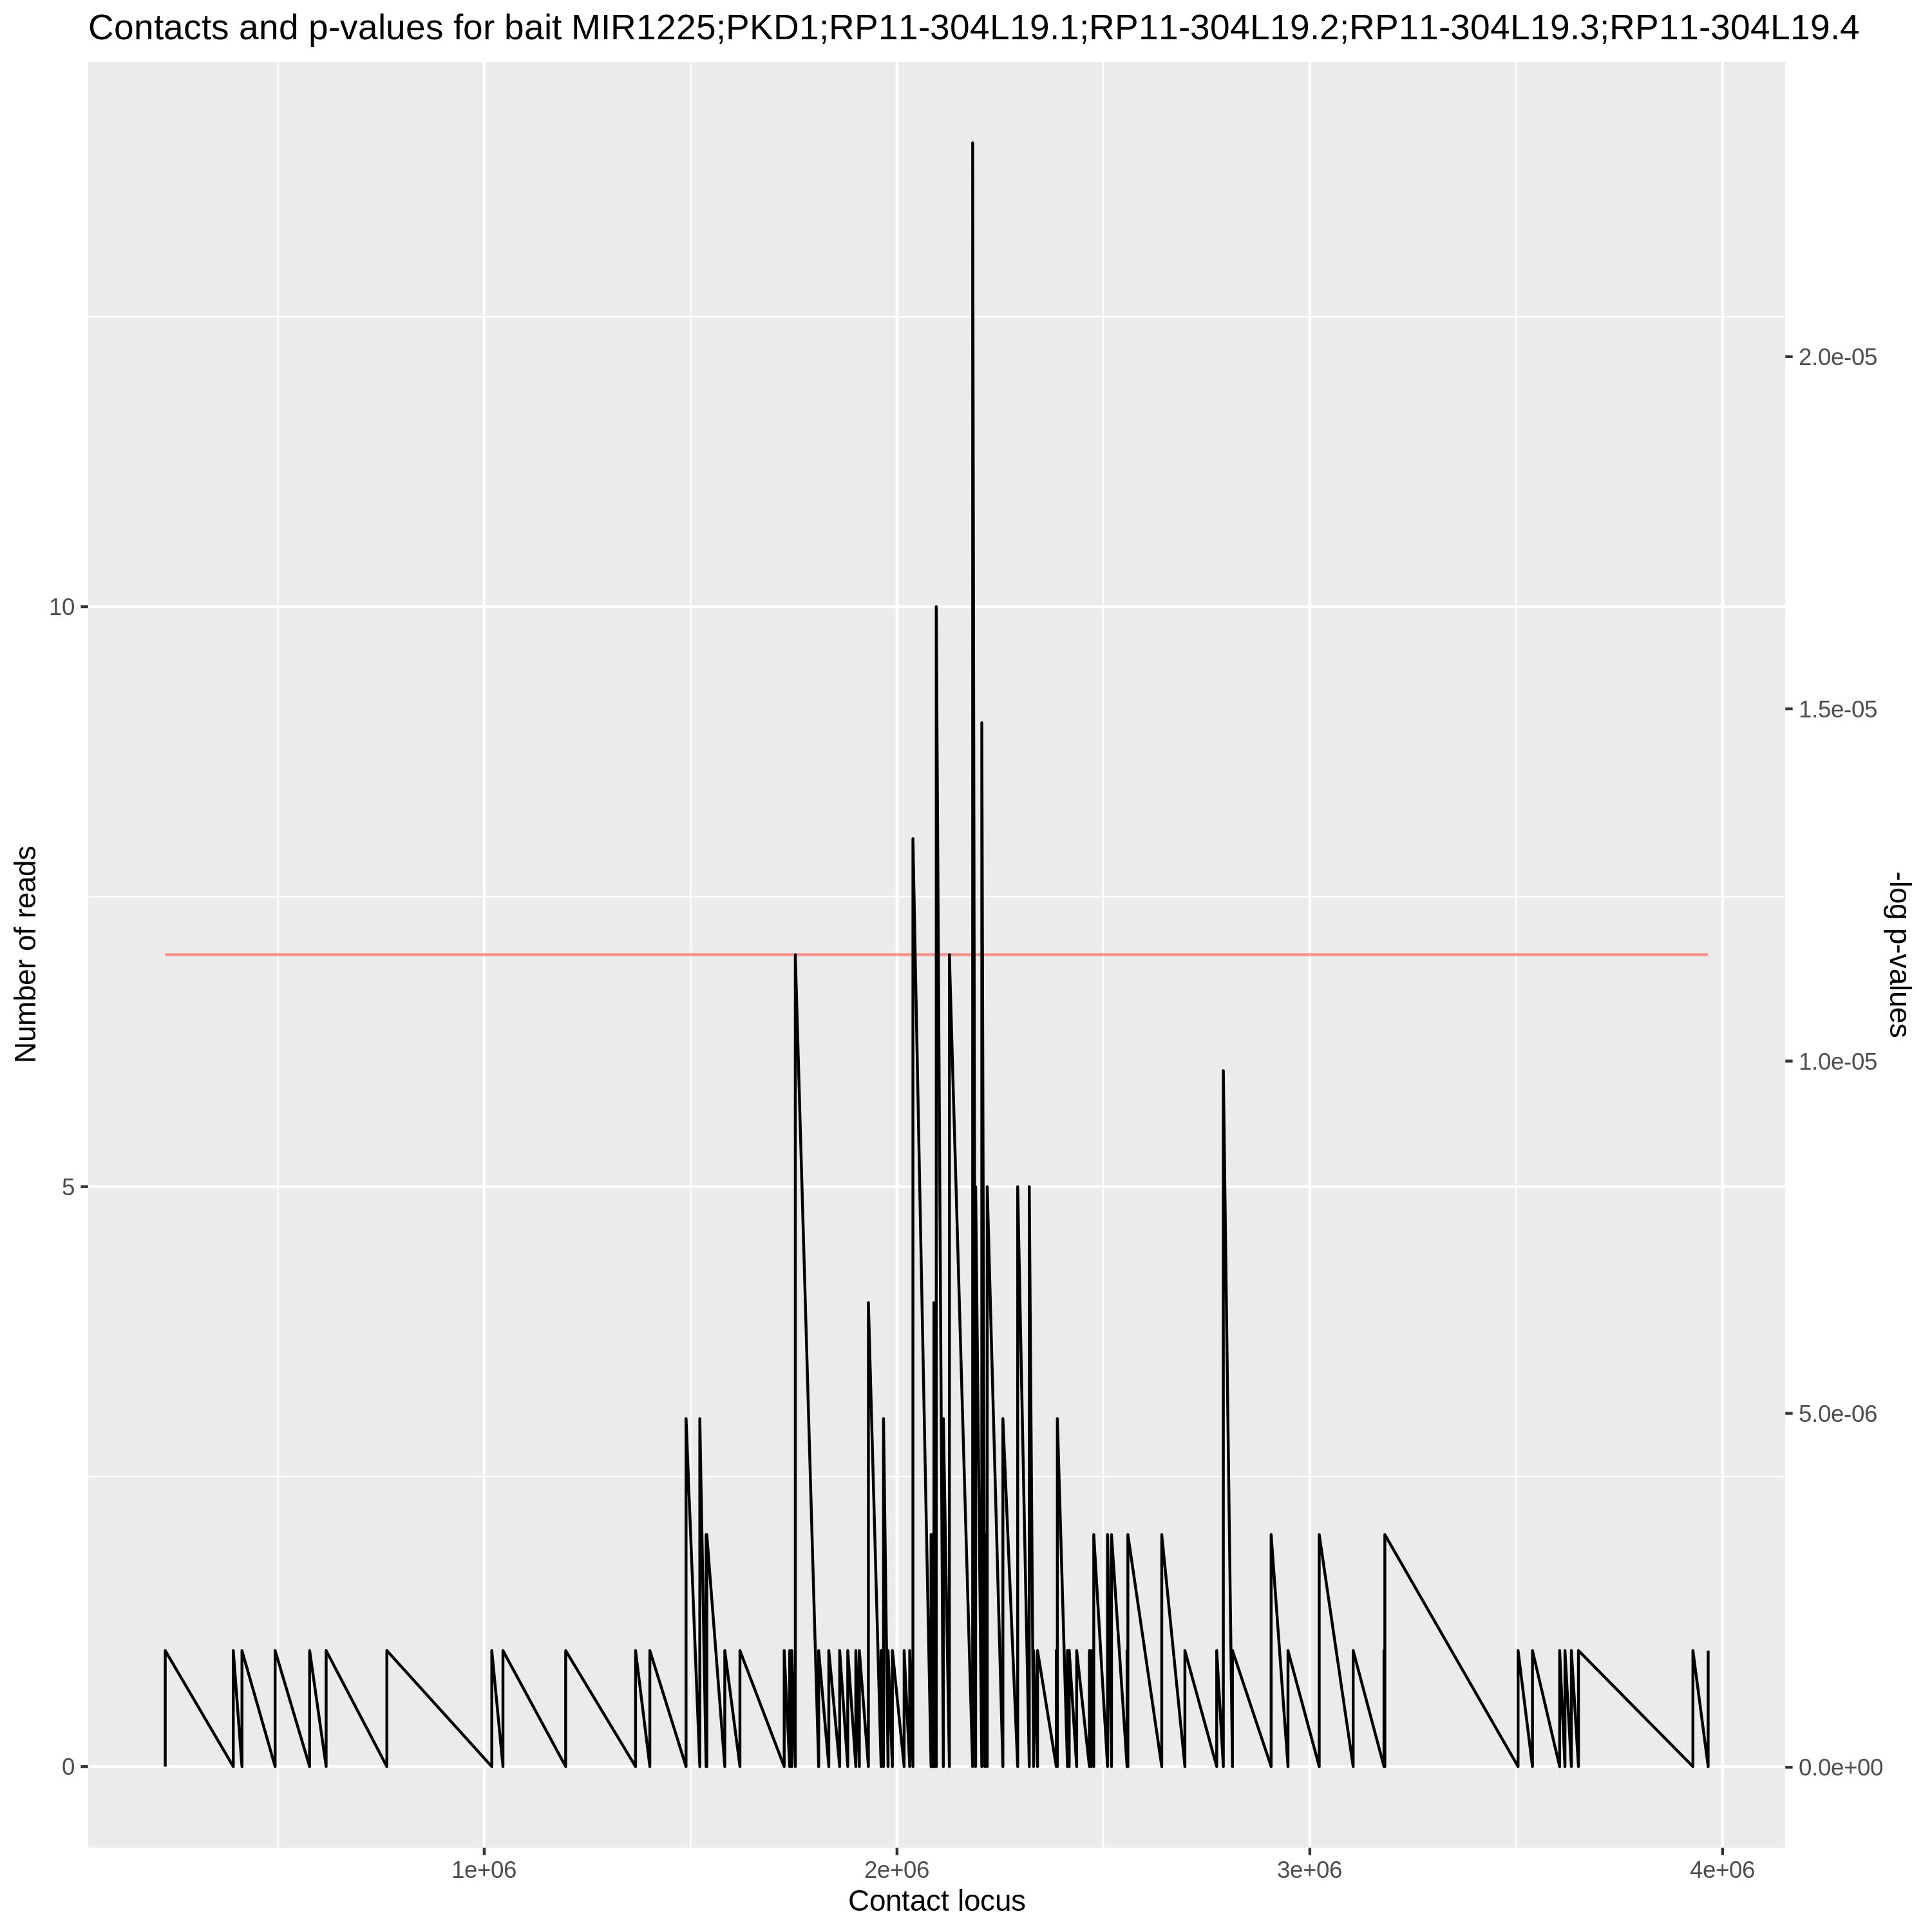 Contacts and p-values for bait MIR1225;PKD1;RP11-304L19.1;RP11-304L19.2;RP11-304L19.3;RP11-304L19.4
Number of reads
10
5
0
2.0e-05
1.5e-05
1.0e-05
5.0e-06
0.0e+00
-log p-values
1e+06
2e+06
3e+06
4e+06
Contact locus